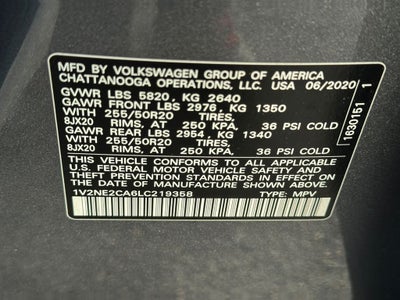 MFD BY VOLKSWAGEN GROUP OF AMERICA
CHATTANOOGA OPERATIONS, LLC. USA 06/2020
GVWR LBS 5820, KG 2640
GAWR FRONT LBS 2976, KG 1350
WITH 255/50R20 TIRES,
8JX20 RIMS, AT 250 KPA, 36 PSI COLD
GAWR REAR LBS 2954, KG 1340
WITH 255/50R20 TIRES,
8JX20 RIMS, AT 250 KPA, 36 PSI COLD
THIS VEHICLE CONFORMS TO ALL APPLICABLE
U.S. FEDERAL MOTOR VEHICLE SAFETY
STANDARDS IN EFFECT ON THE DATE OF
MANUFACTURE SHOWN ABOVE.
1V2NE2CA6LC219358 TYPE: MPV
1830151 1